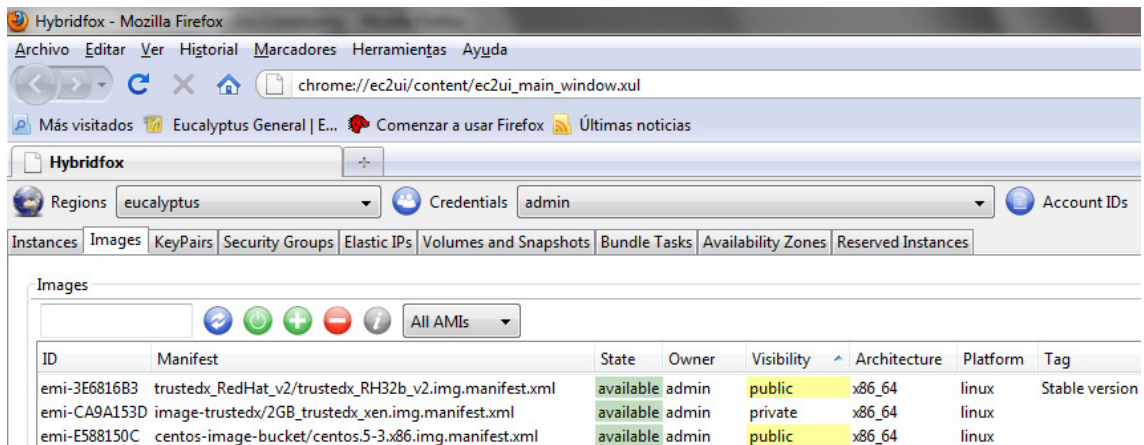 Hybridfox - Mozilla Firefox
Archivo Editar Ver Historial Marcadores Herramientas Ayuda
chrome://ec2ui/content/ec2ui_main_window.xul
Más visitados Eucalyptus General | E... Comenzar a usar Firefox Últimas noticias
Hybridfox
Regions eucalyptus Credentials admin Account IDs
Instances Images KeyPairs Security Groups Elastic IPs Volumes and Snapshots Bundle Tasks Availability Zones Reserved Instances
Images
All AMIs
ID Manifest State Owner Visibility Architecture Platform Tag
emi-3E6816B3 trustedx_RedHat_v2/trustedx_RH32b_v2.img.manifest.xml available admin public x86_64 linux Stable version
emi-CA9A153D image-trustedx/2GB_trustedx_xen.img.manifest.xml available admin private x86_64 linux
emi-E588150C centos-image-bucket/centos.5-3.x86.img.manifest.xml available admin public x86_64 linux